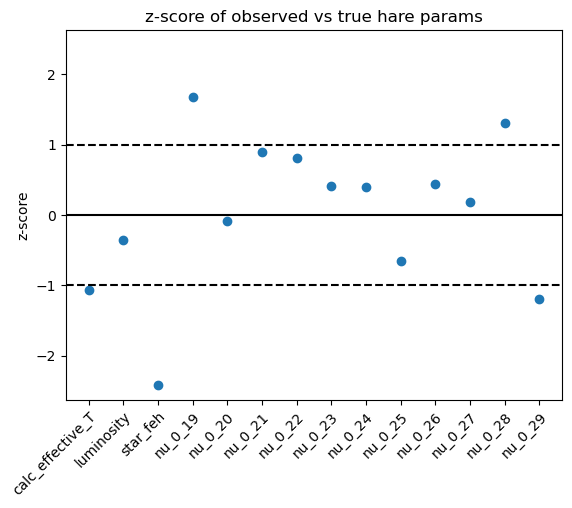 z-score of observed vs true hare params
z-score
2
1
0
−1
−2
calc_effective_T
luminosity
star_feh
nu_0_19
nu_0_20
nu_0_21
nu_0_22
nu_0_23
nu_0_24
nu_0_25
nu_0_26
nu_0_27
nu_0_28
nu_0_29